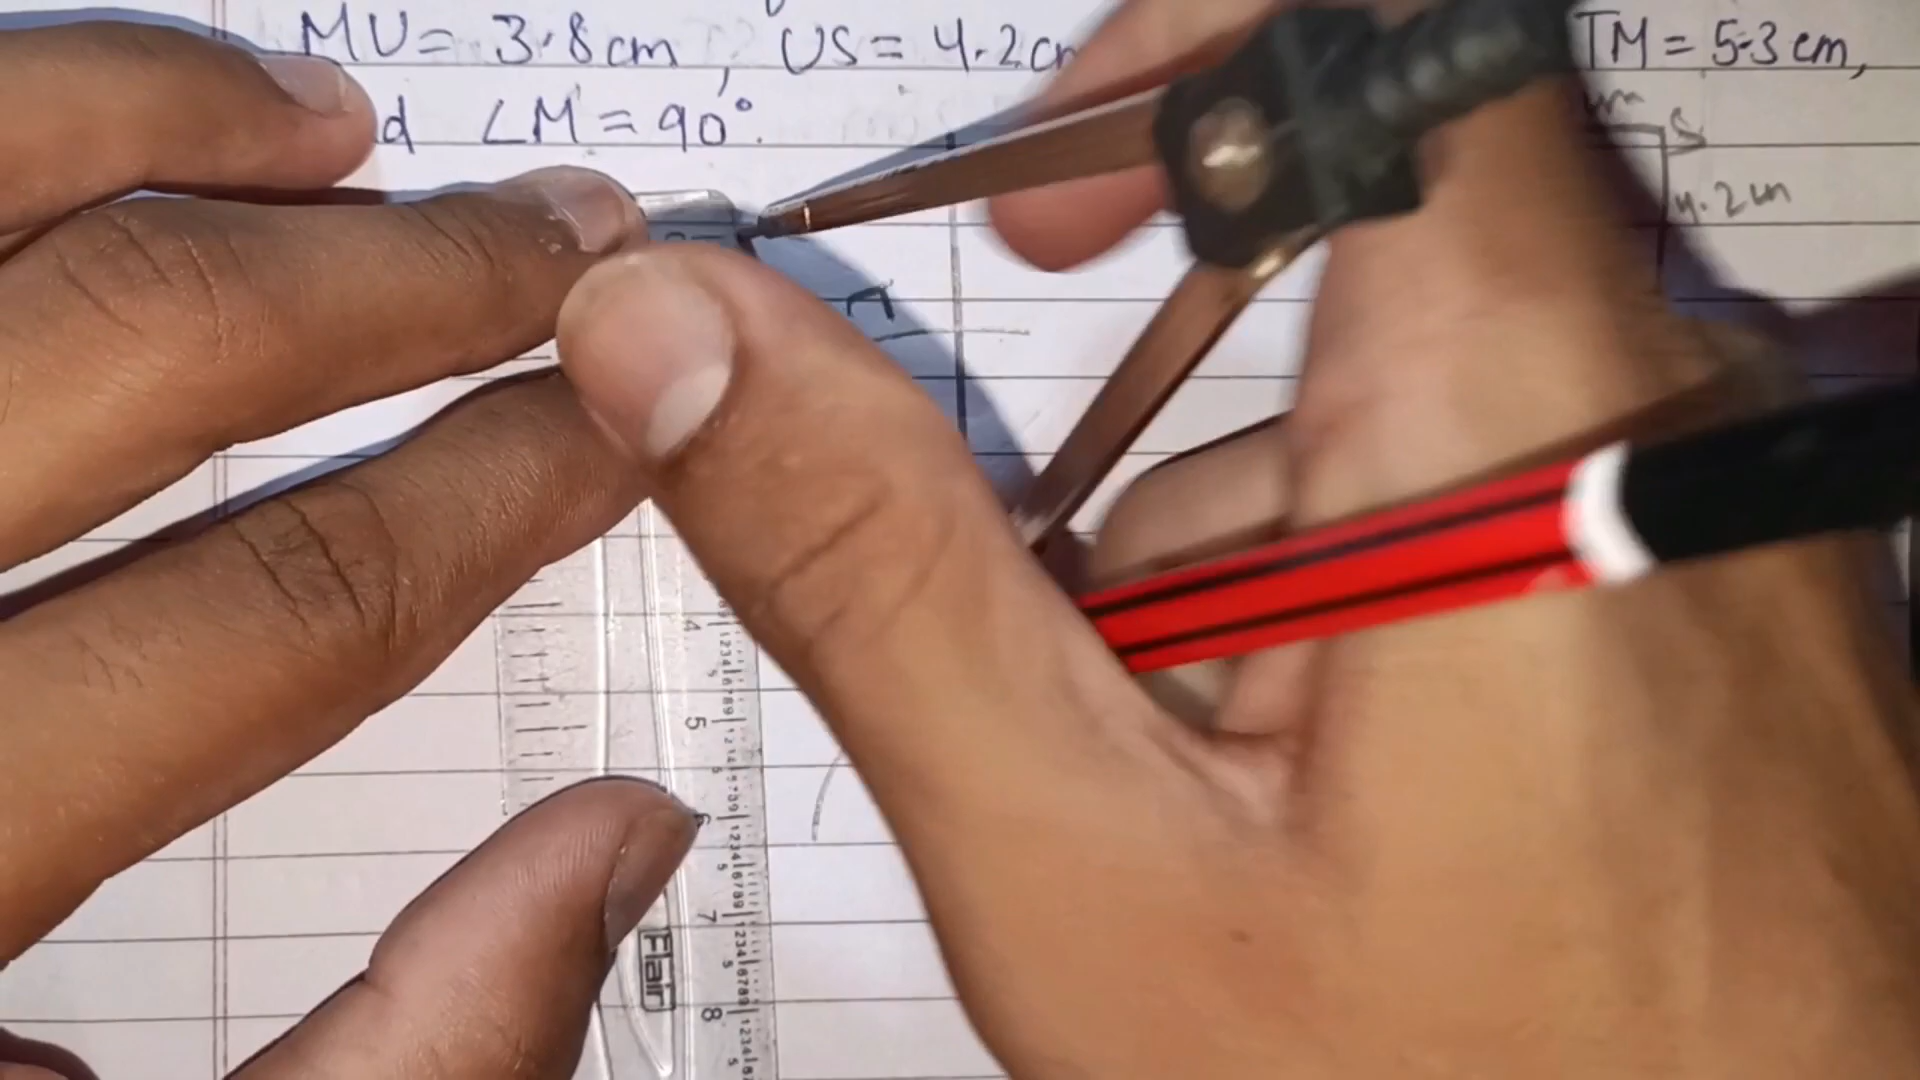 MU = 3.8 cm, US = 4.2 cm TM = 5.3 cm,
∠M = 90°.
S
4.2 cm
4
5
6
7
8
Flair